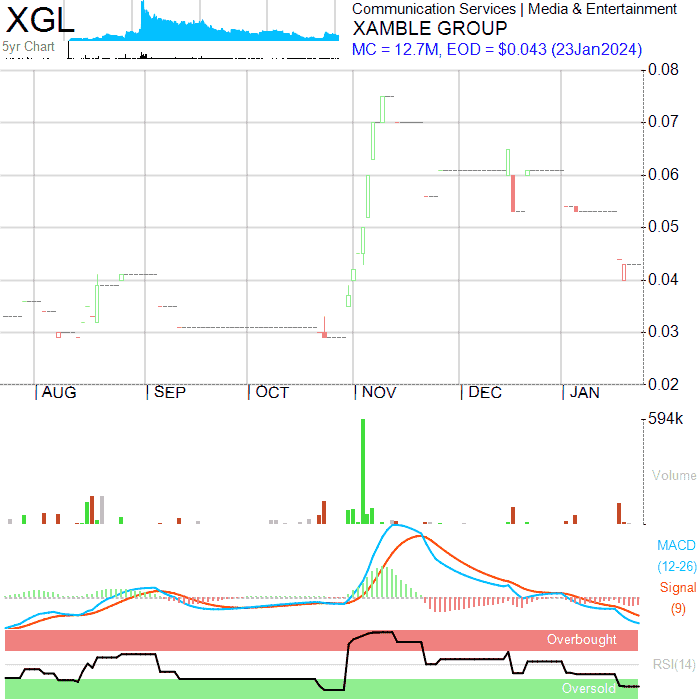 XGL
5yr Chart
Communication Services | Media & Entertainment
XAMBLE GROUP
MC = 12.7M, EOD = $0.043 (23Jan2024)
0.08
0.07
0.06
0.05
0.04
0.03
0.02
AUG SEP OCT NOV DEC JAN
594k
Volume
MACD
(12-26)
Signal
(9)
Overbought
RSI(14)
Oversold